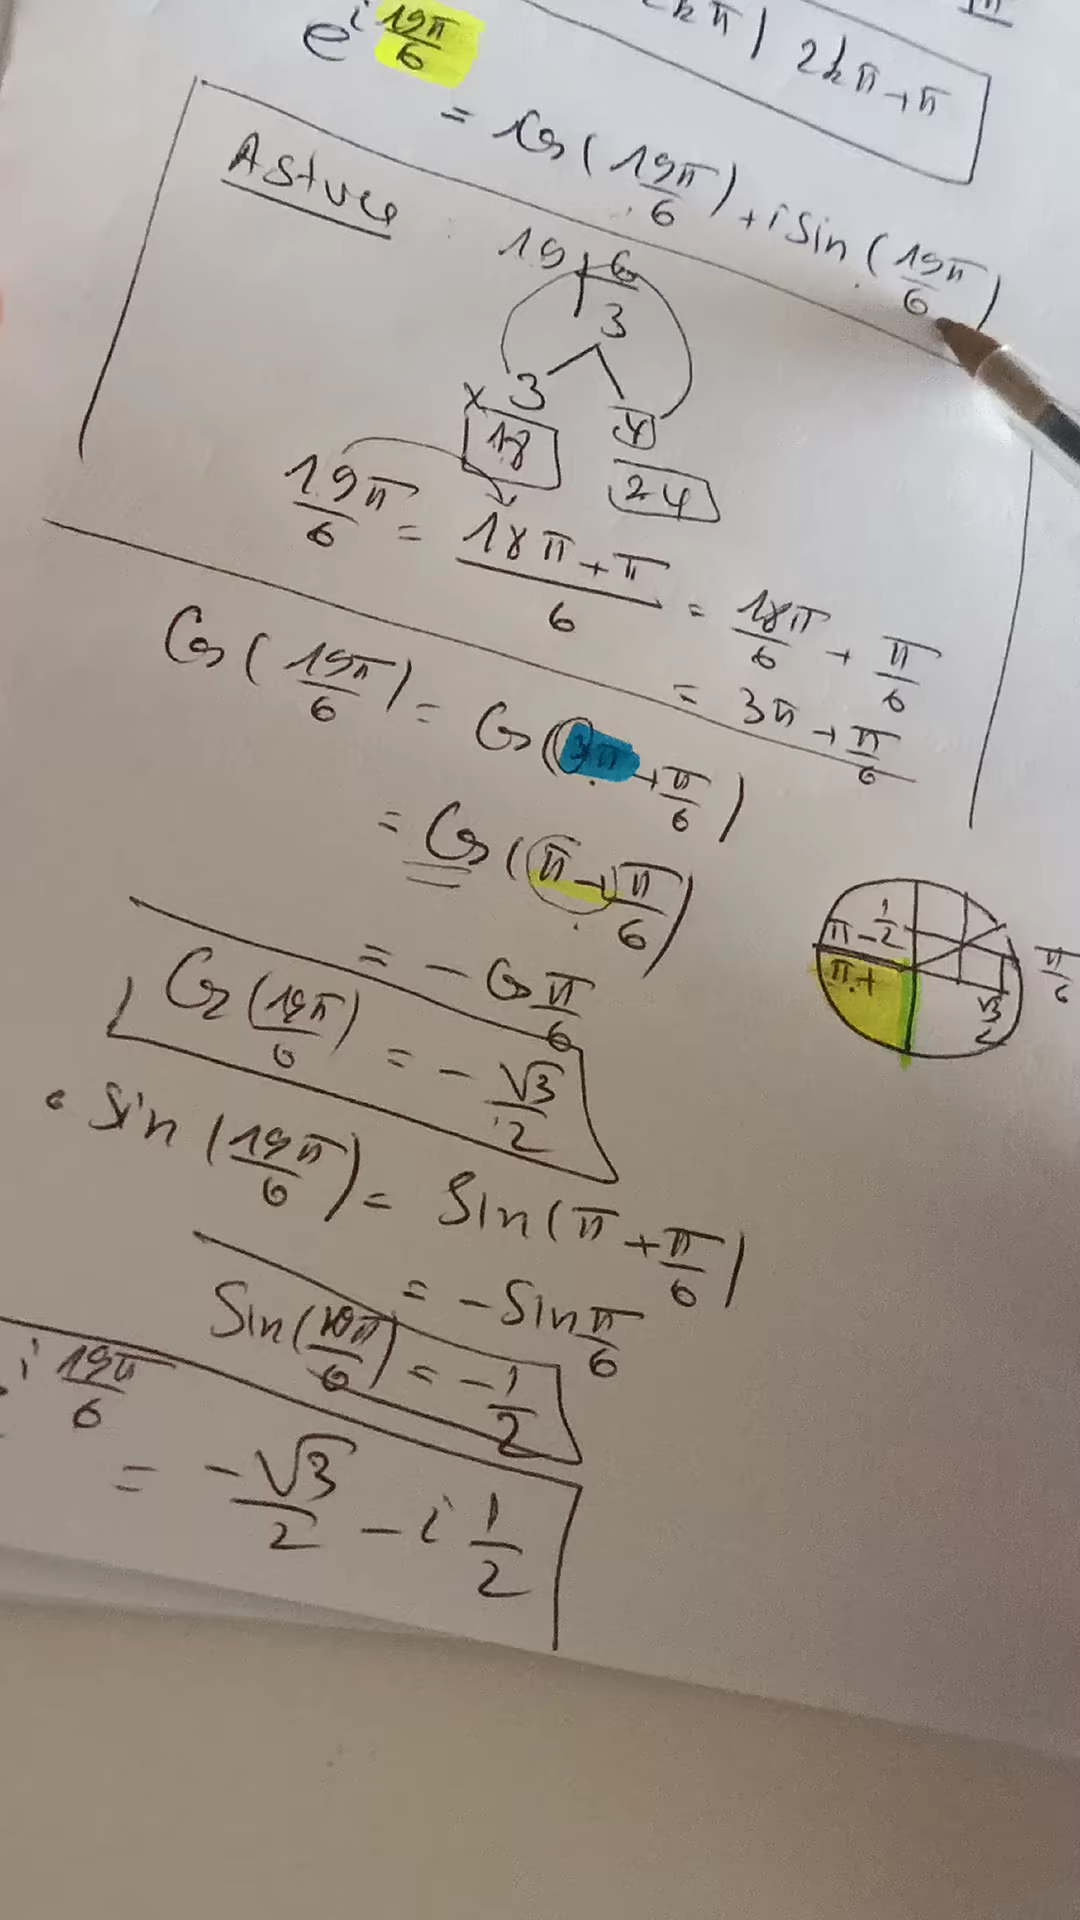 2kπ | 2kπ+π
e^{i 19π/6}
= cos(19π/6) + i sin(19π/6)
Astuce :
19 | 6
3
3 4
× 18 24
19π/6 = (18π + π)/6 = 18π/6 + π/6
= 3π + π/6
Cos(19π/6) = Cos(3π + π/6)
= Cos(π + π/6)
= - Cos π/6
Cos(19π/6) = - √3/2
π - 1/2
π +
π/6
√3/2
• Sin(19π/6) = Sin(π + π/6)
= - Sin π/6
Sin(19π/6) = - 1/2
i 19π/6
= -√3/2 - i 1/2